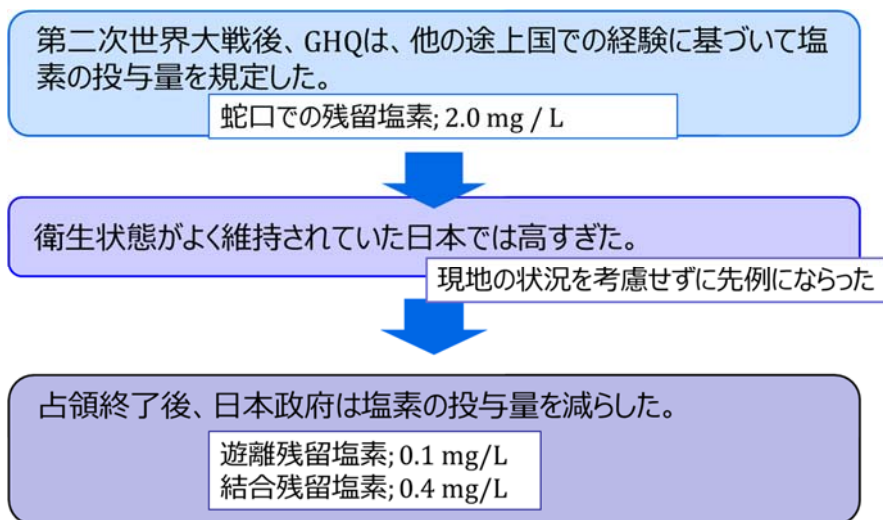 第二次世界大戦後、GHQは、他の途上国での経験に基づいて塩
素の投与量を規定した。
蛇口での残留塩素; 2.0 mg / L
衛生状態がよく維持されていた日本では高すぎた。
現地の状況を考慮せずに先例にならった
占領終了後、日本政府は塩素の投与量を減らした。
遊離残留塩素; 0.1 mg/L
結合残留塩素; 0.4 mg/L